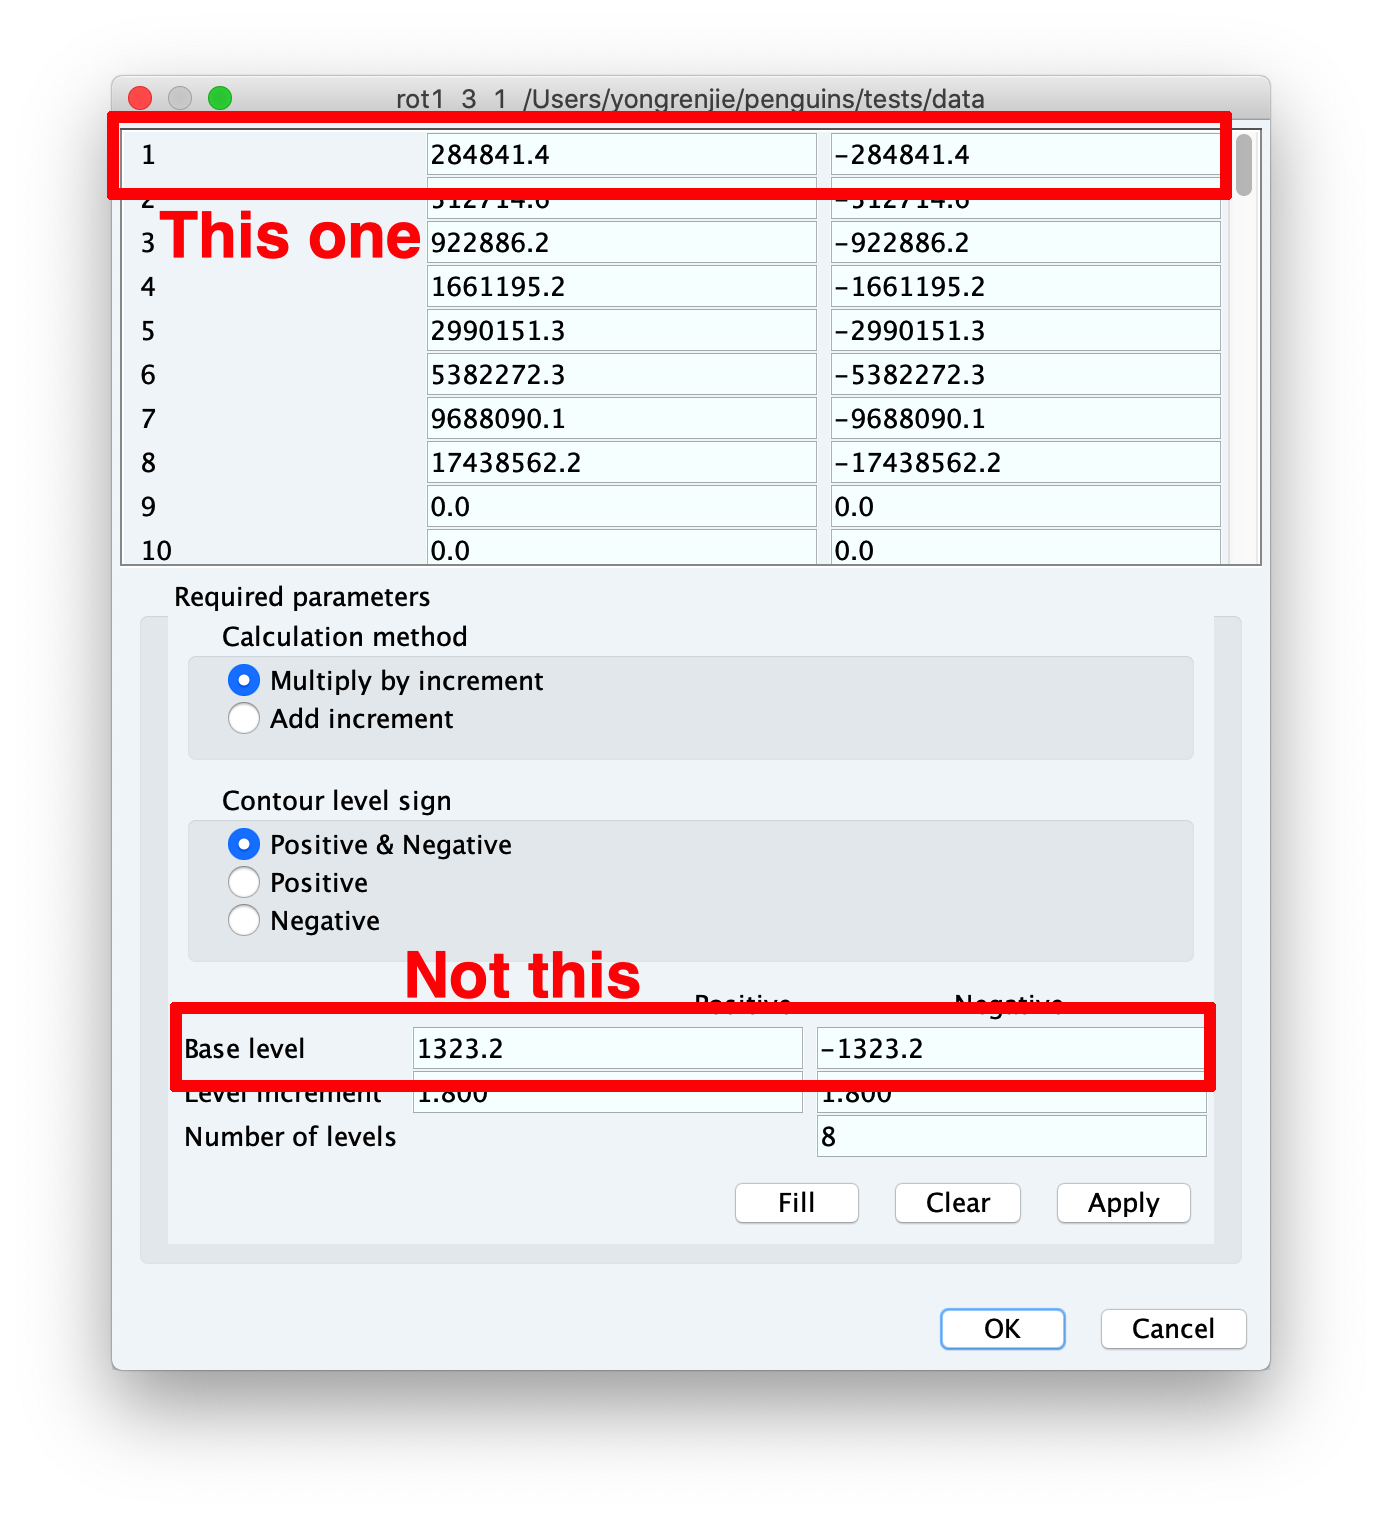 rot1 3 1 /Users/yongrenjie/penguins/tests/data
1 284841.4 -284841.4
2 512714.6 -512714.6
This one
3 922886.2 -922886.2
4 1661195.2 -1661195.2
5 2990151.3 -2990151.3
6 5382272.3 -5382272.3
7 9688090.1 -9688090.1
8 17438562.2 -17438562.2
9 0.0 0.0
10 0.0 0.0
Required parameters
Calculation method
Multiply by increment
Add increment
Contour level sign
Positive & Negative
Positive
Negative
Not this
Positive Negative
Base level 1323.2 -1323.2
Level increment 1.800 1.800
Number of levels 8
Fill Clear Apply
OK Cancel